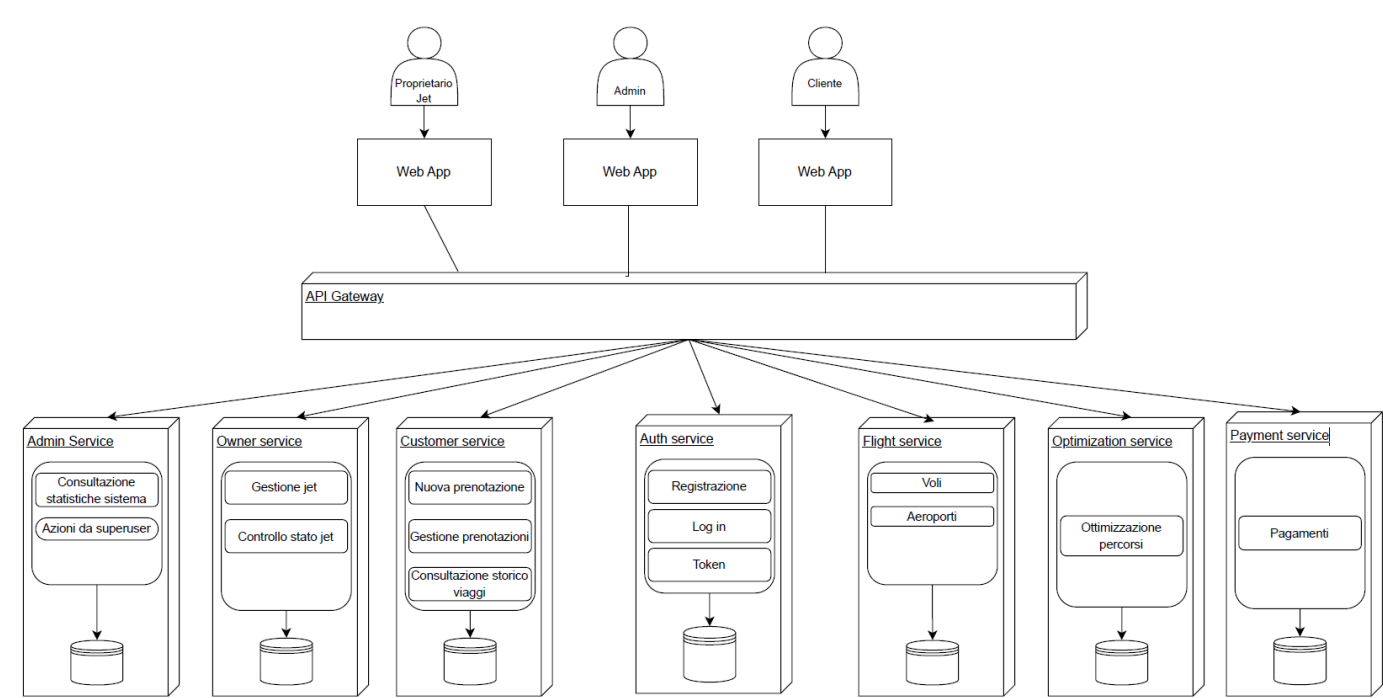 Proprietario
Jet
Admin
Cliente
Web App
Web App
Web App
API Gateway
Admin Service
Consultazione
statistiche sistema
Azioni da superuser
Owner service
Gestione jet
Controllo stato jet
Customer service
Nuova prenotazione
Gestione prenotazioni
Consultazione storico
viaggi
Auth service
Registrazione
Log in
Token
Flight service
Voli
Aeroporti
Optimization service
Ottimizzazione
percorsi
Payment service
Pagamenti